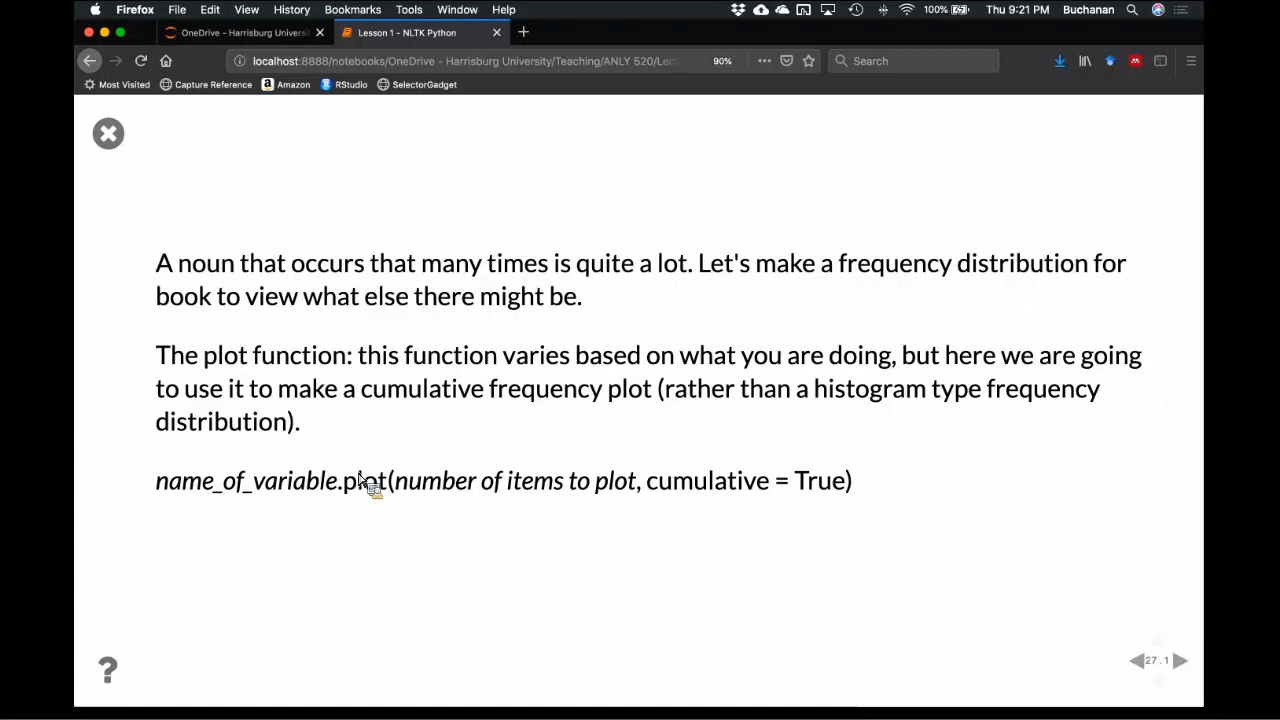 Firefox File Edit View History Bookmarks Tools Window Help 100% Thu 9:21 PM Buchanan
OneDrive - Harrisburg Universi Lesson 1 - NLTK Python
localhost:8888/notebooks/OneDrive - Harrisburg University/Teaching/ANLY 520/Lec 90% Search
Most Visited Capture Reference Amazon RStudio SelectorGadget
A noun that occurs that many times is quite a lot. Let's make a frequency distribution for
book to view what else there might be.
The plot function: this function varies based on what you are doing, but here we are going
to use it to make a cumulative frequency plot (rather than a histogram type frequency
distribution).
name_of_variable.plot(number of items to plot, cumulative = True)
?
27.1